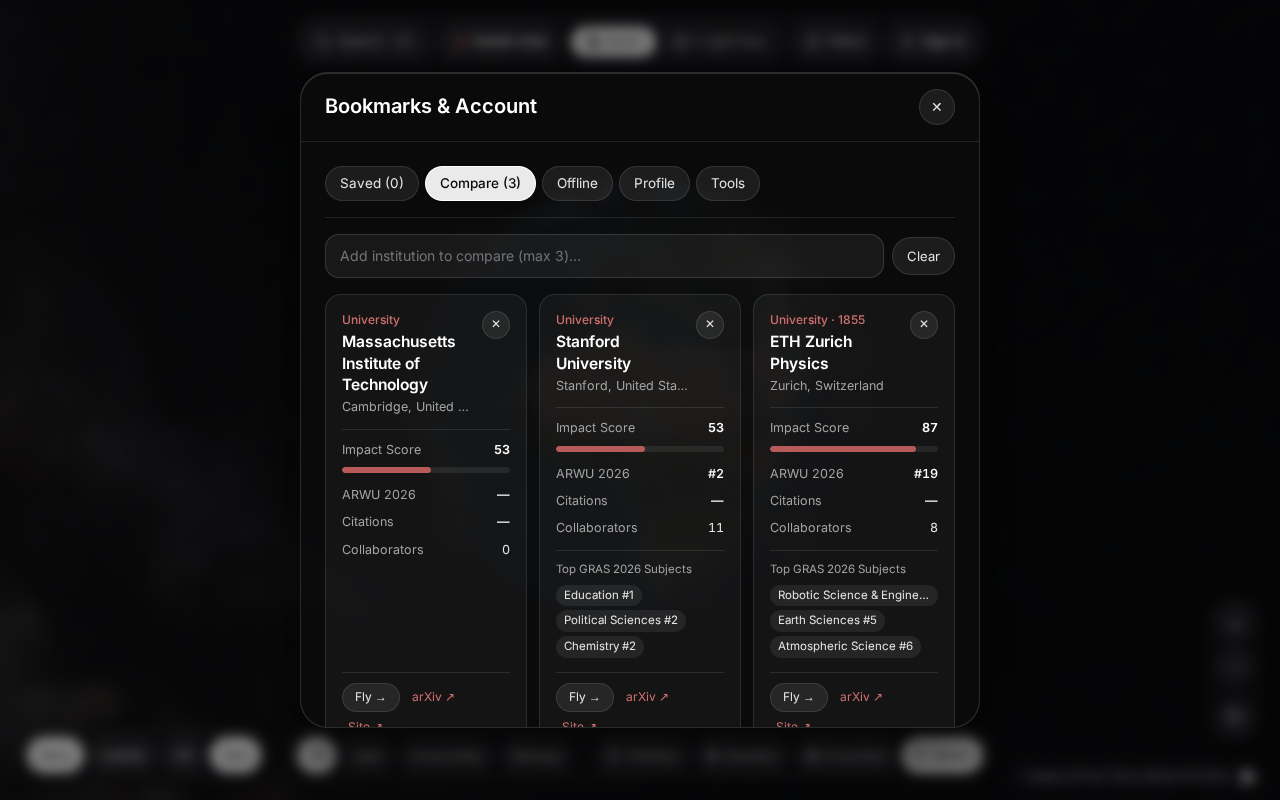 Bookmarks & Account
✕
Saved (0) Compare (3) Offline Profile Tools
Add institution to compare (max 3)...
Clear
University
✕
Massachusetts
Institute of
Technology
Cambridge, United ...
Impact Score 53
ARWU 2026 —
Citations —
Collaborators 0
Fly → arXiv ↗
Site ↗
University
✕
Stanford
University
Stanford, United Sta...
Impact Score 53
ARWU 2026 #2
Citations —
Collaborators 11
Top GRAS 2026 Subjects
Education #1
Political Sciences #2
Chemistry #2
Fly → arXiv ↗
Site ↗
University · 1855
✕
ETH Zurich
Physics
Zurich, Switzerland
Impact Score 87
ARWU 2026 #19
Citations —
Collaborators 8
Top GRAS 2026 Subjects
Robotic Science & Engine...
Earth Sciences #5
Atmospheric Science #6
Fly → arXiv ↗
Site ↗